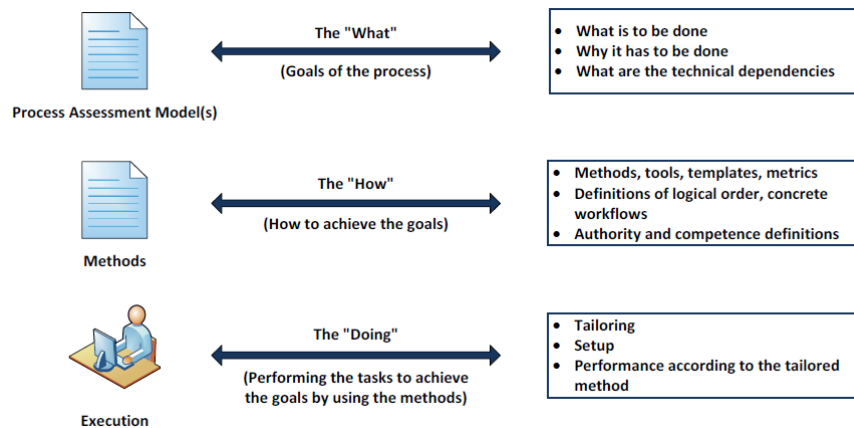 The "What"
(Goals of the process)
Process Assessment Model(s)
• What is to be done
• Why it has to be done
• What are the technical dependencies
The "How"
(How to achieve the goals)
Methods
• Methods, tools, templates, metrics
• Definitions of logical order, concrete
workflows
• Authority and competence definitions
The "Doing"
(Performing the tasks to achieve
the goals by using the methods)
Execution
• Tailoring
• Setup
• Performance according to the tailored
method